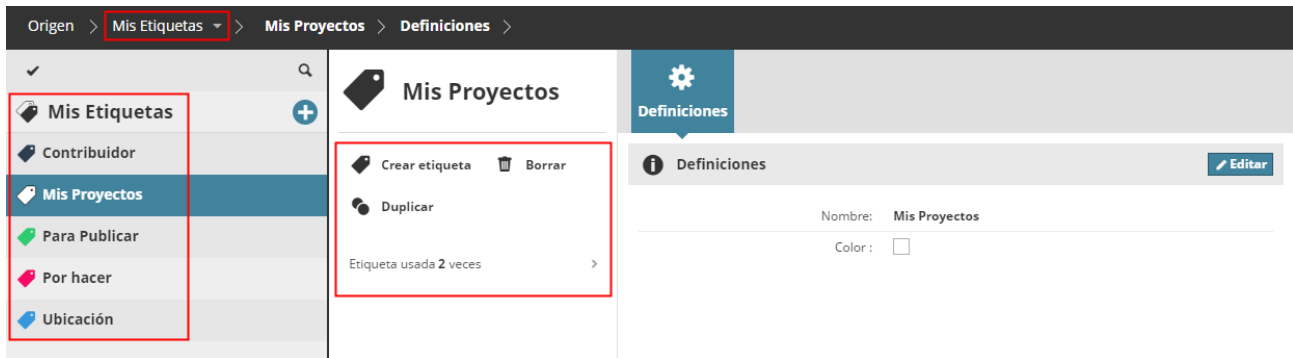 Origen > Mis Etiquetas > Mis Proyectos > Definiciones >
Mis Etiquetas
Contribuidor
Mis Proyectos
Para Publicar
Por hacer
Ubicación
Mis Proyectos
Crear etiqueta Borrar
Duplicar
Etiqueta usada 2 veces >
Definiciones
Definiciones Editar
Nombre: Mis Proyectos
Color :